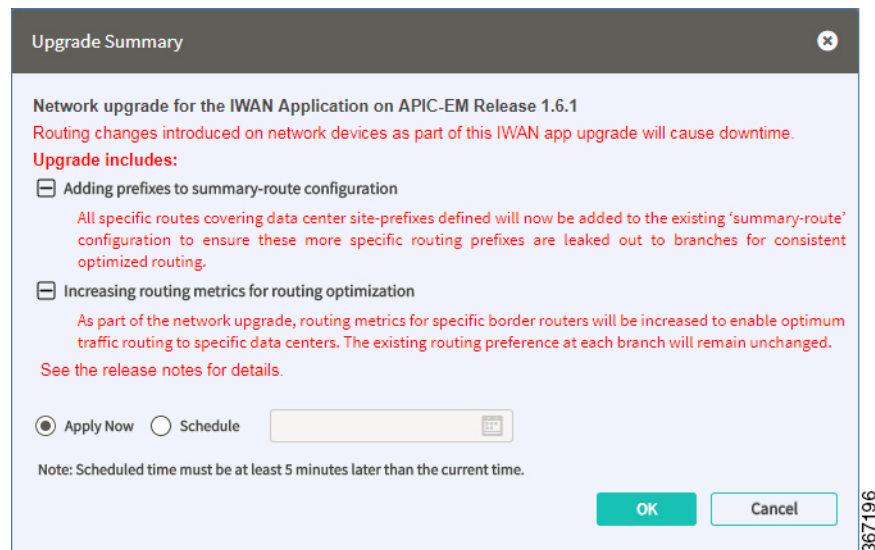 Upgrade Summary
Network upgrade for the IWAN Application on APIC-EM Release 1.6.1
Routing changes introduced on network devices as part of this IWAN app upgrade will cause downtime.
Upgrade includes:
Adding prefixes to summary-route configuration
All specific routes covering data center site-prefixes defined will now be added to the existing ‘summary-route’
configuration to ensure these more specific routing prefixes are leaked out to branches for consistent
optimized routing.
Increasing routing metrics for routing optimization
As part of the network upgrade, routing metrics for specific border routers will be increased to enable optimum
traffic routing to specific data centers. The existing routing preference at each branch will remain unchanged.
See the release notes for details.
Apply Now Schedule
Note: Scheduled time must be at least 5 minutes later than the current time.
OK Cancel
367196